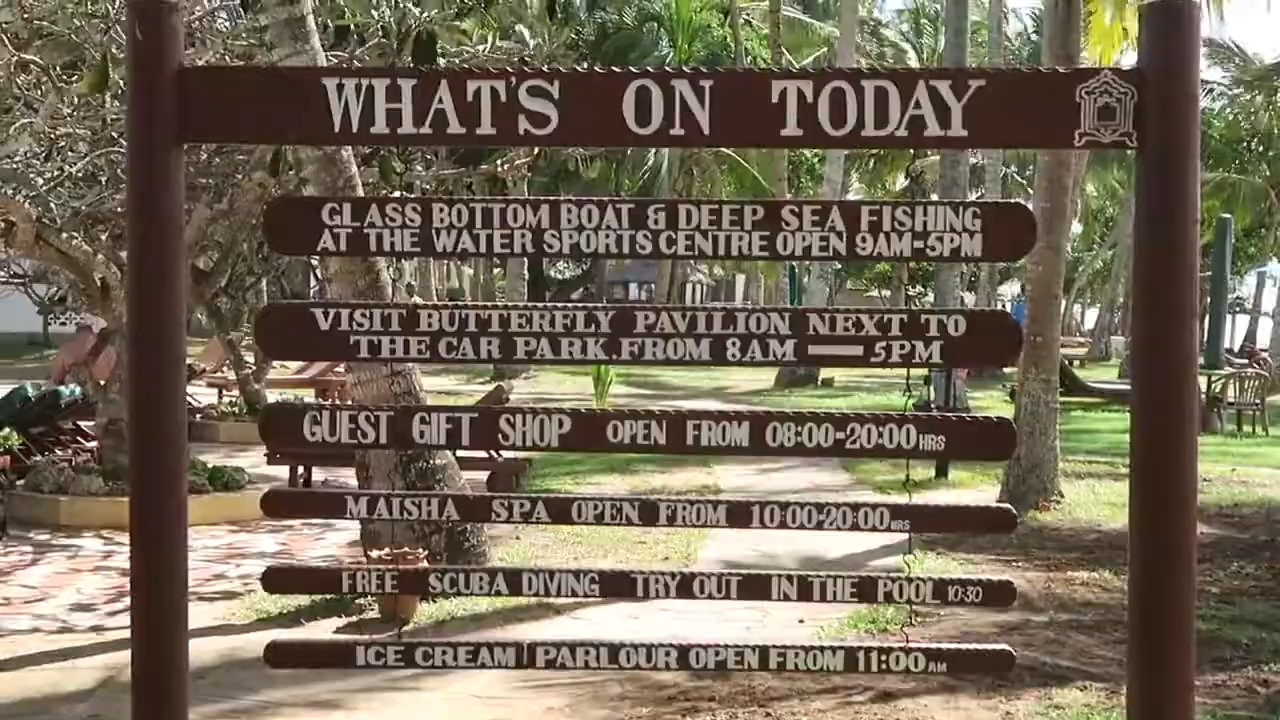 WHAT'S ON TODAY
GLASS BOTTOM BOAT & DEEP SEA FISHING
AT THE WATER SPORTS CENTRE OPEN 9AM-5PM
VISIT BUTTERFLY PAVILION NEXT TO
THE CAR PARK.FROM 8AM — 5PM
GUEST GIFT SHOP OPEN FROM 08:00-20:00HRS
MAISHA SPA OPEN FROM 10:00-20:00HRS
FREE SCUBA DIVING TRY OUT IN THE POOL 10:30
ICE CREAM PARLOUR OPEN FROM 11:00AM